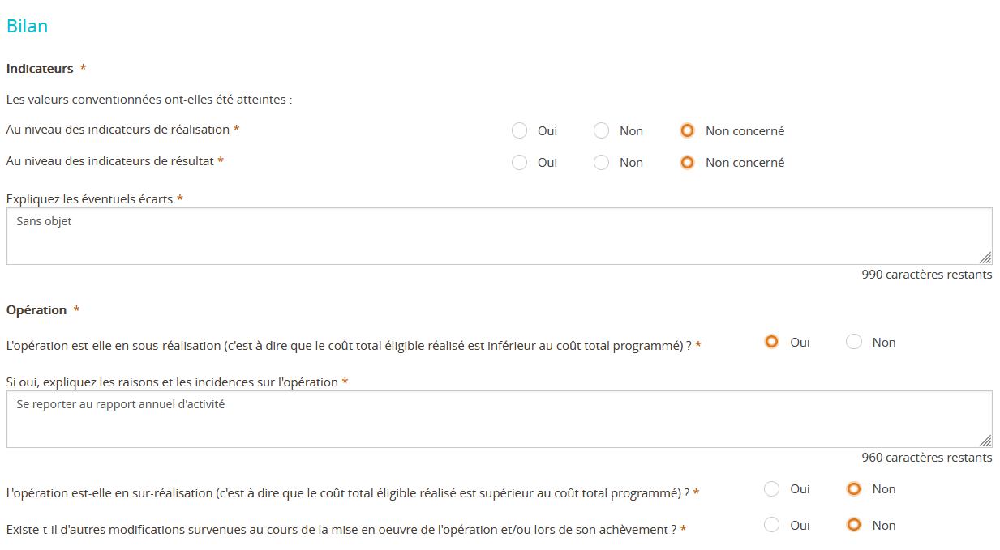 Bilan
Indicateurs *
Les valeurs conventionnées ont-elles été atteintes :
Au niveau des indicateurs de réalisation * Oui Non Non concerné
Au niveau des indicateurs de résultat * Oui Non Non concerné
Expliquez les éventuels écarts *
Sans objet
990 caractères restants
Opération *
L'opération est-elle en sous-réalisation (c'est à dire que le coût total éligible réalisé est inférieur au coût total programmé) ? * Oui Non
Si oui, expliquez les raisons et les incidences sur l'opération *
Se reporter au rapport annuel d'activité
960 caractères restants
L'opération est-elle en sur-réalisation (c'est à dire que le coût total éligible réalisé est supérieur au coût total programmé) ? * Oui Non
Existe-t-il d'autres modifications survenues au cours de la mise en oeuvre de l'opération et/ou lors de son achèvement ? * Oui Non